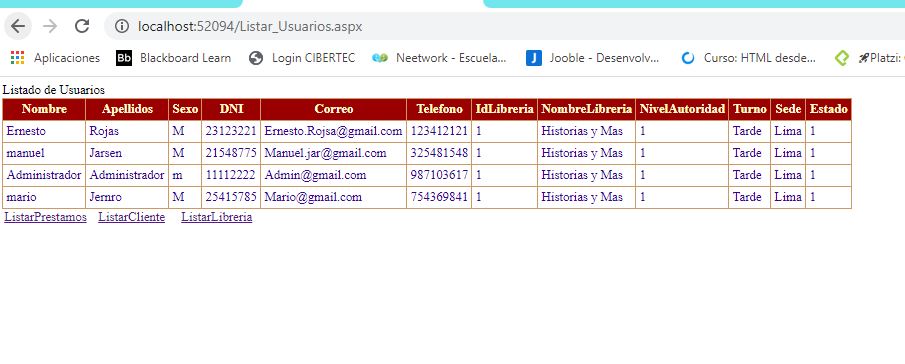 localhost:52094/Listar_Usuarios.aspx
Aplicaciones Bb Blackboard Learn Login CIBERTEC Neetwork - Escuela... J Jooble - Desenvolv... Curso: HTML desde... Platzi:
Listado de Usuarios
Nombre Apellidos Sexo DNI Correo Telefono IdLibreria NombreLibreria NivelAutoridad Turno Sede Estado
Ernesto Rojas M 23123221 Ernesto.Rojsa@gmail.com 123412121 1 Historias y Mas 1 Tarde Lima 1
manuel Jarsen M 21548775 Manuel.jar@gmail.com 325481548 1 Historias y Mas 1 Tarde Lima 1
Administrador Administrador m 11112222 Admin@gmail.com 987103617 1 Historias y Mas 1 Tarde Lima 1
mario Jernro M 25415785 Mario@gmail.com 754369841 1 Historias y Mas 1 Tarde Lima 1
ListarPrestamos ListarCliente ListarLibreria